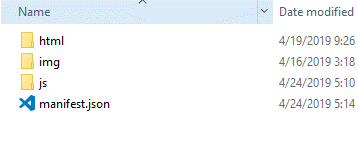 Name Date modified
html 4/19/2019 9:26
img 4/16/2019 3:18
js 4/24/2019 5:10
manifest.json 4/24/2019 5:14